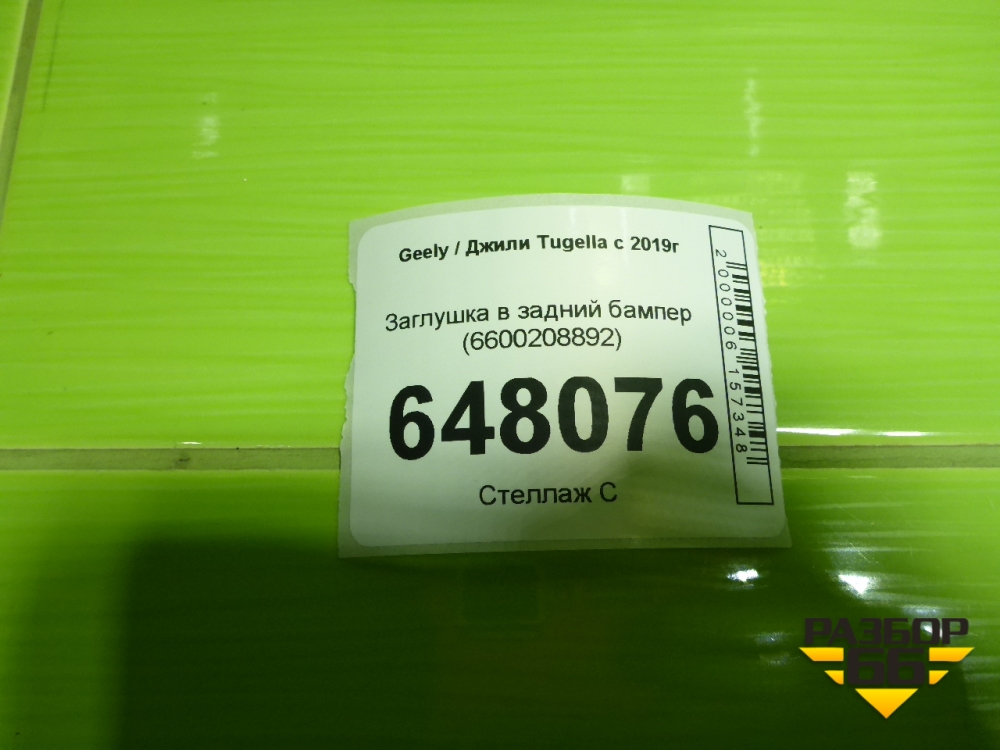 Geely / Джили Tugella с 2019г
Заглушка в задний бампер
(6600208892)
648076
Стеллаж С
2000006157348
РАЗБОР
66